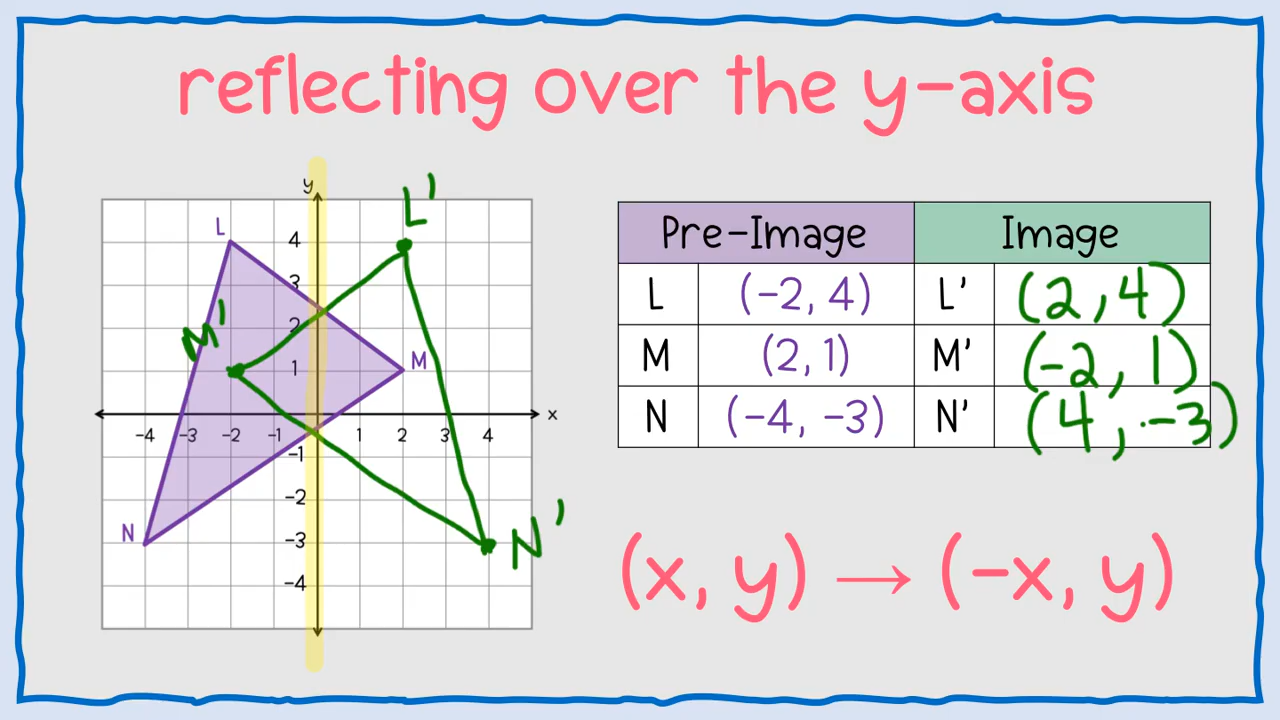 reflecting over the y-axis
y
L'
L
4
3
M'
2
1
M
x
-4 -3 -2 -1 1 2 3 4
-1
-2
N
-3
N'
-4
Pre-Image Image
L (-2, 4) L' (2, 4)
M (2, 1) M' (-2, 1)
N (-4, -3) N' (4, -3)
(x, y) → (-x, y)